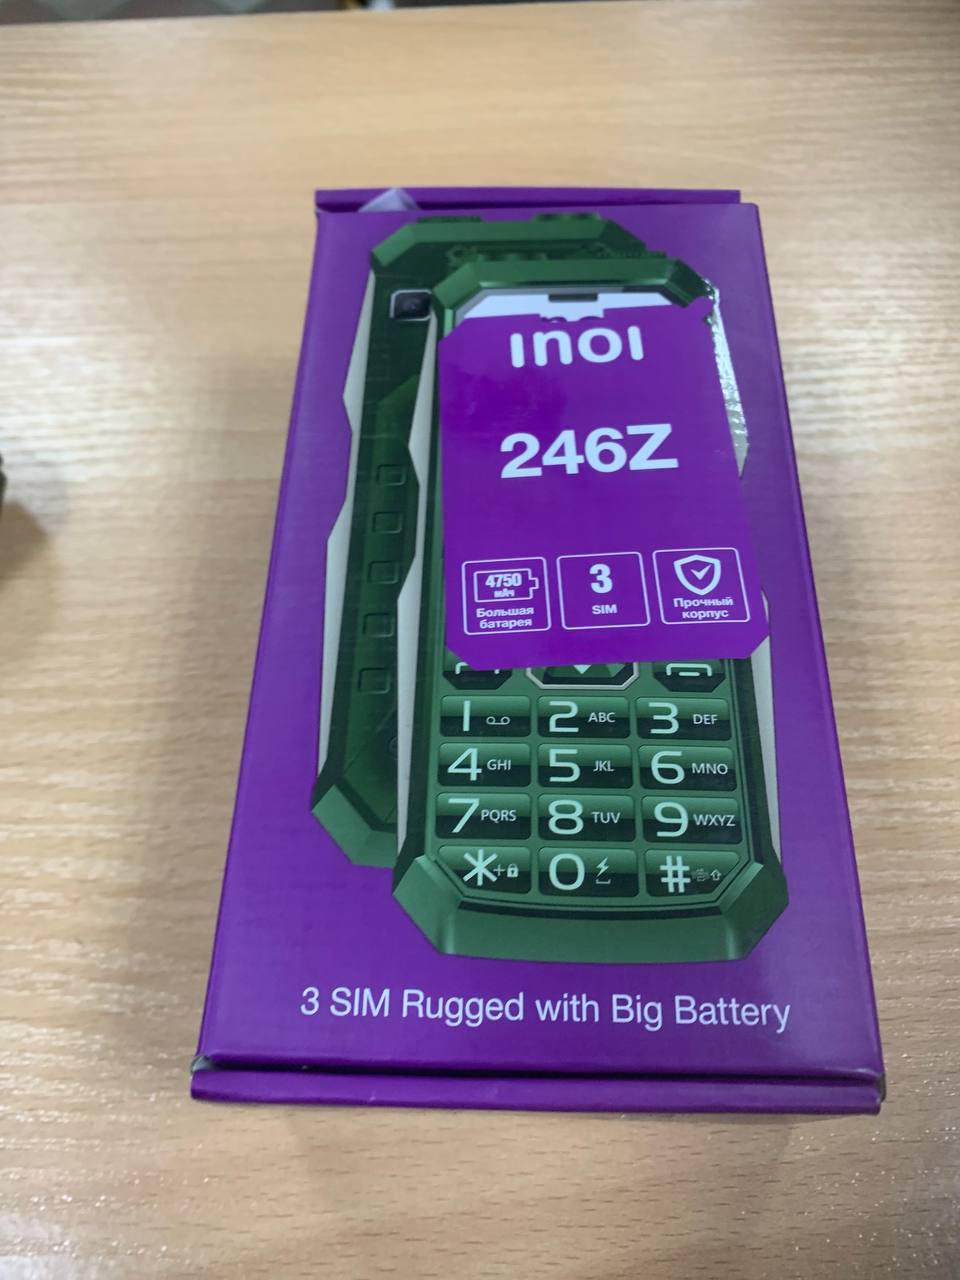 ınoı
246Z
4750
мАч
Большая
батарея
3
SIM
Прочный
корпус
1
2 ABC
3 DEF
4 GHI
5 JKL
6 MNO
7 PQRS
8 TUV
9 WXYZ
*+
0
#
3 SIM Rugged with Big Battery